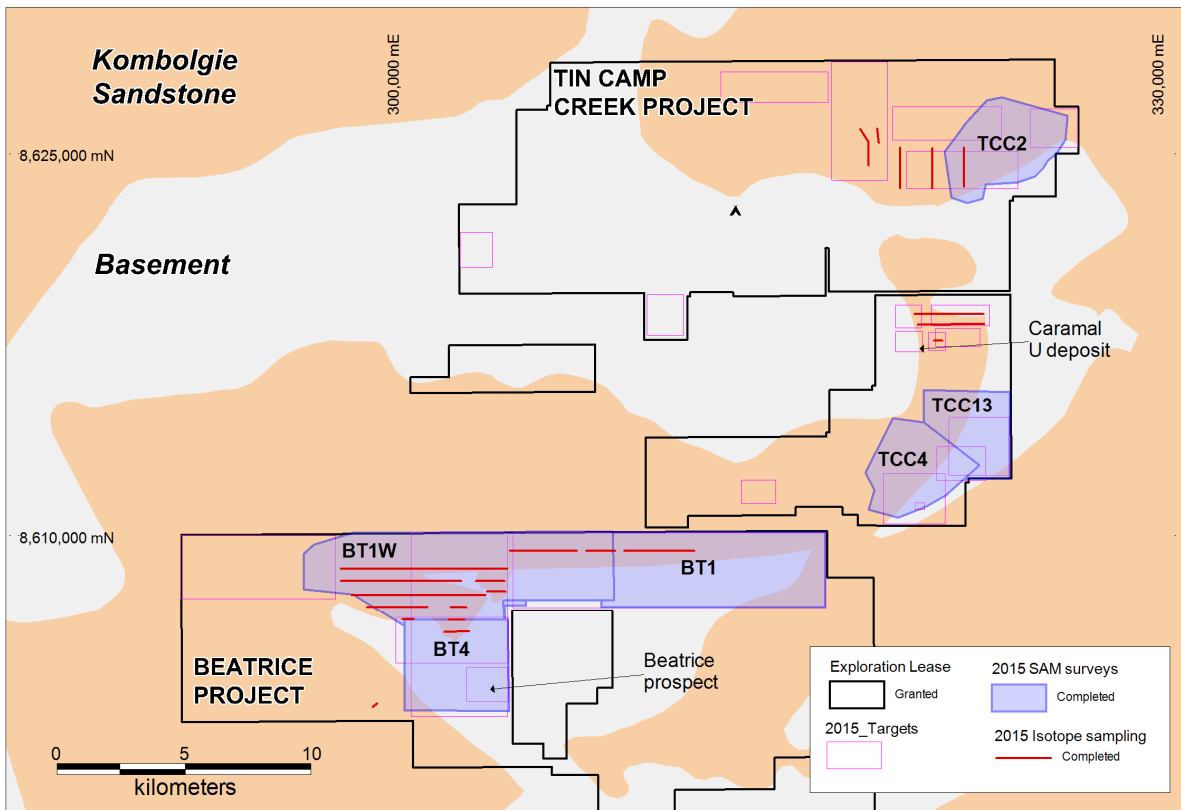 Kombolgie
Sandstone
300,000 mE
330,000 mE
TIN CAMP
CREEK PROJECT
8,625,000 mN
TCC2
Basement
Caramal
U deposit
TCC13
TCC4
8,610,000 mN
BT1W
BT1
BT4
BEATRICE
PROJECT
Beatrice
prospect
0 5 10
kilometers
Exploration Lease
Granted
2015_Targets
2015 SAM surveys
Completed
2015 Isotope sampling
Completed